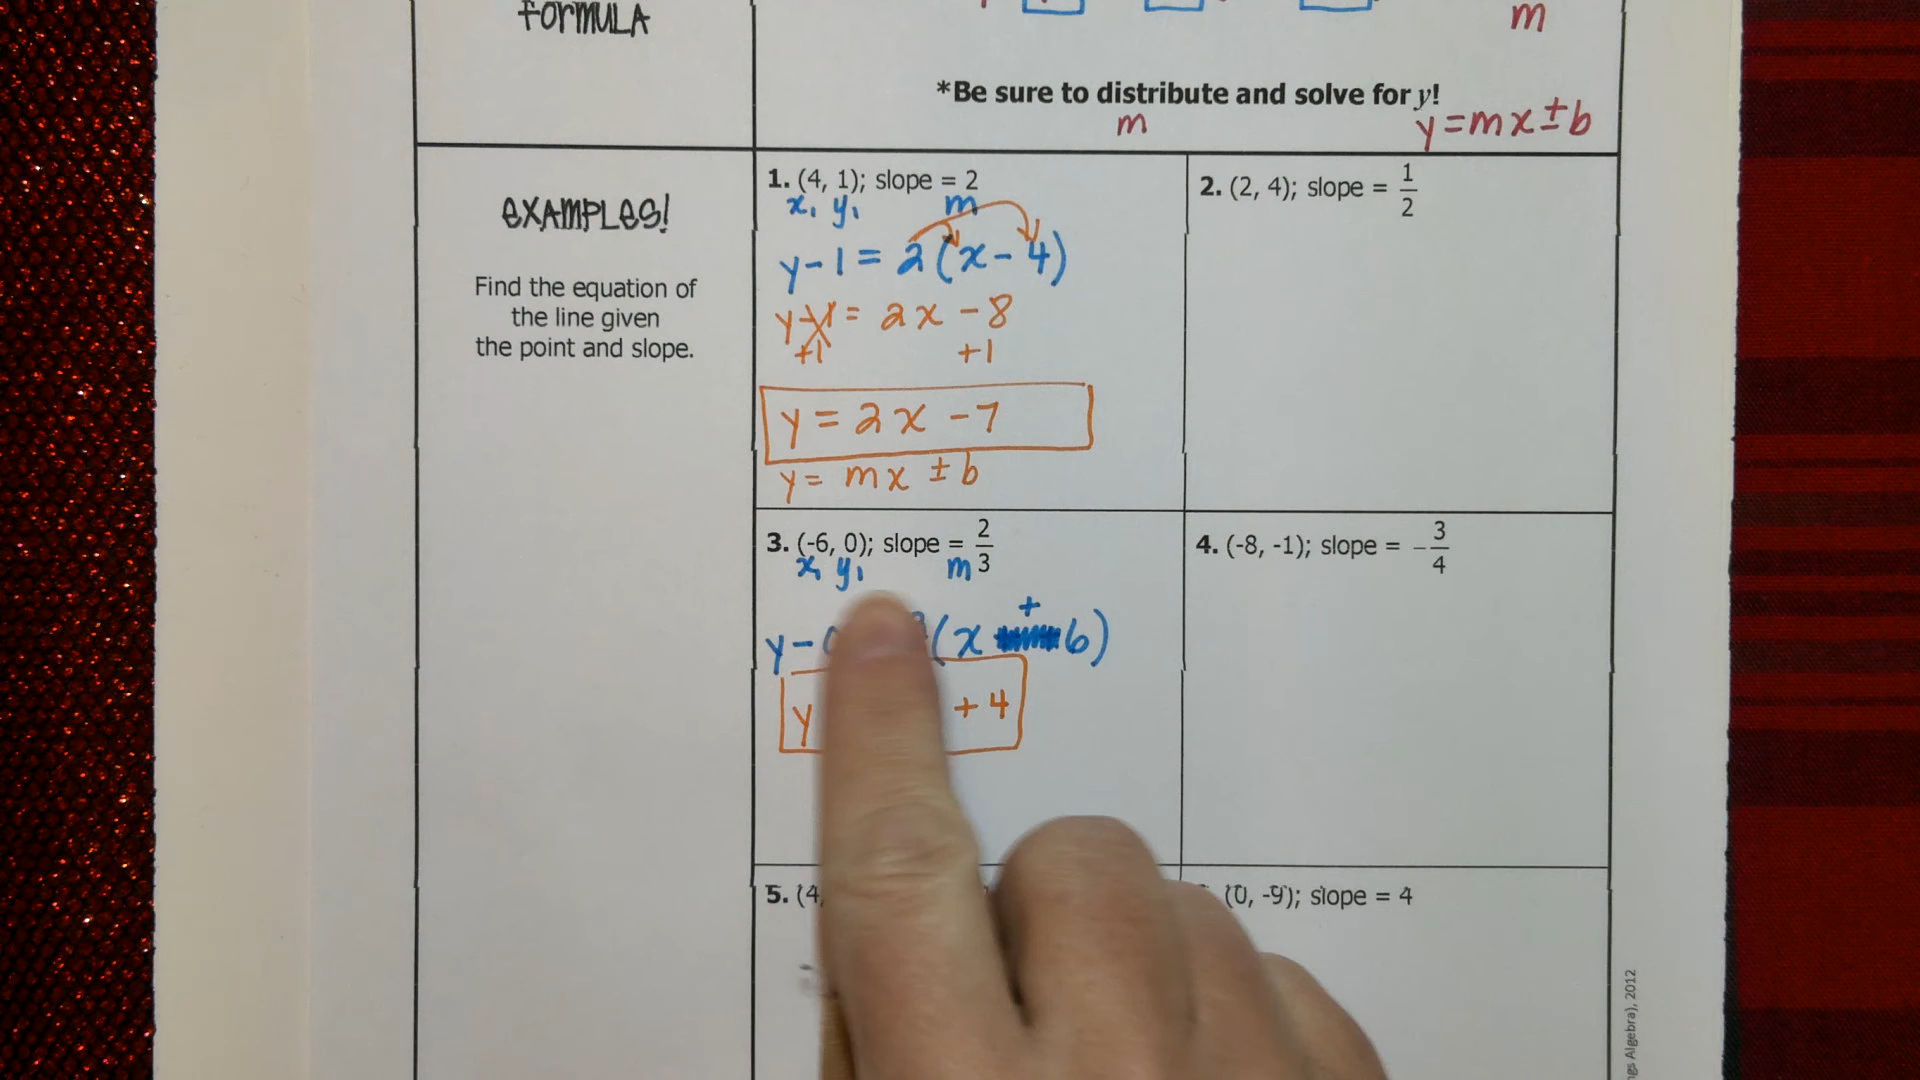 FORMULA
m
*Be sure to distribute and solve for y!
m
y = mx ± b
EXAMPLES!
Find the equation of
the line given
the point and slope.
1. (4, 1); slope = 2
x₁ y₁ m
y - 1 = 2(x - 4)
y - 1 = 2x - 8
+1 +1
y = 2x - 7
y = mx ± b
2. (2, 4); slope = 1/2
3. (-6, 0); slope = 2/3
x₁ y₁ m
y - (x + 6)
y + 4
4. (-8, -1); slope = -3/4
5. (4,
(0, -9); slope = 4
Algebra), 2012